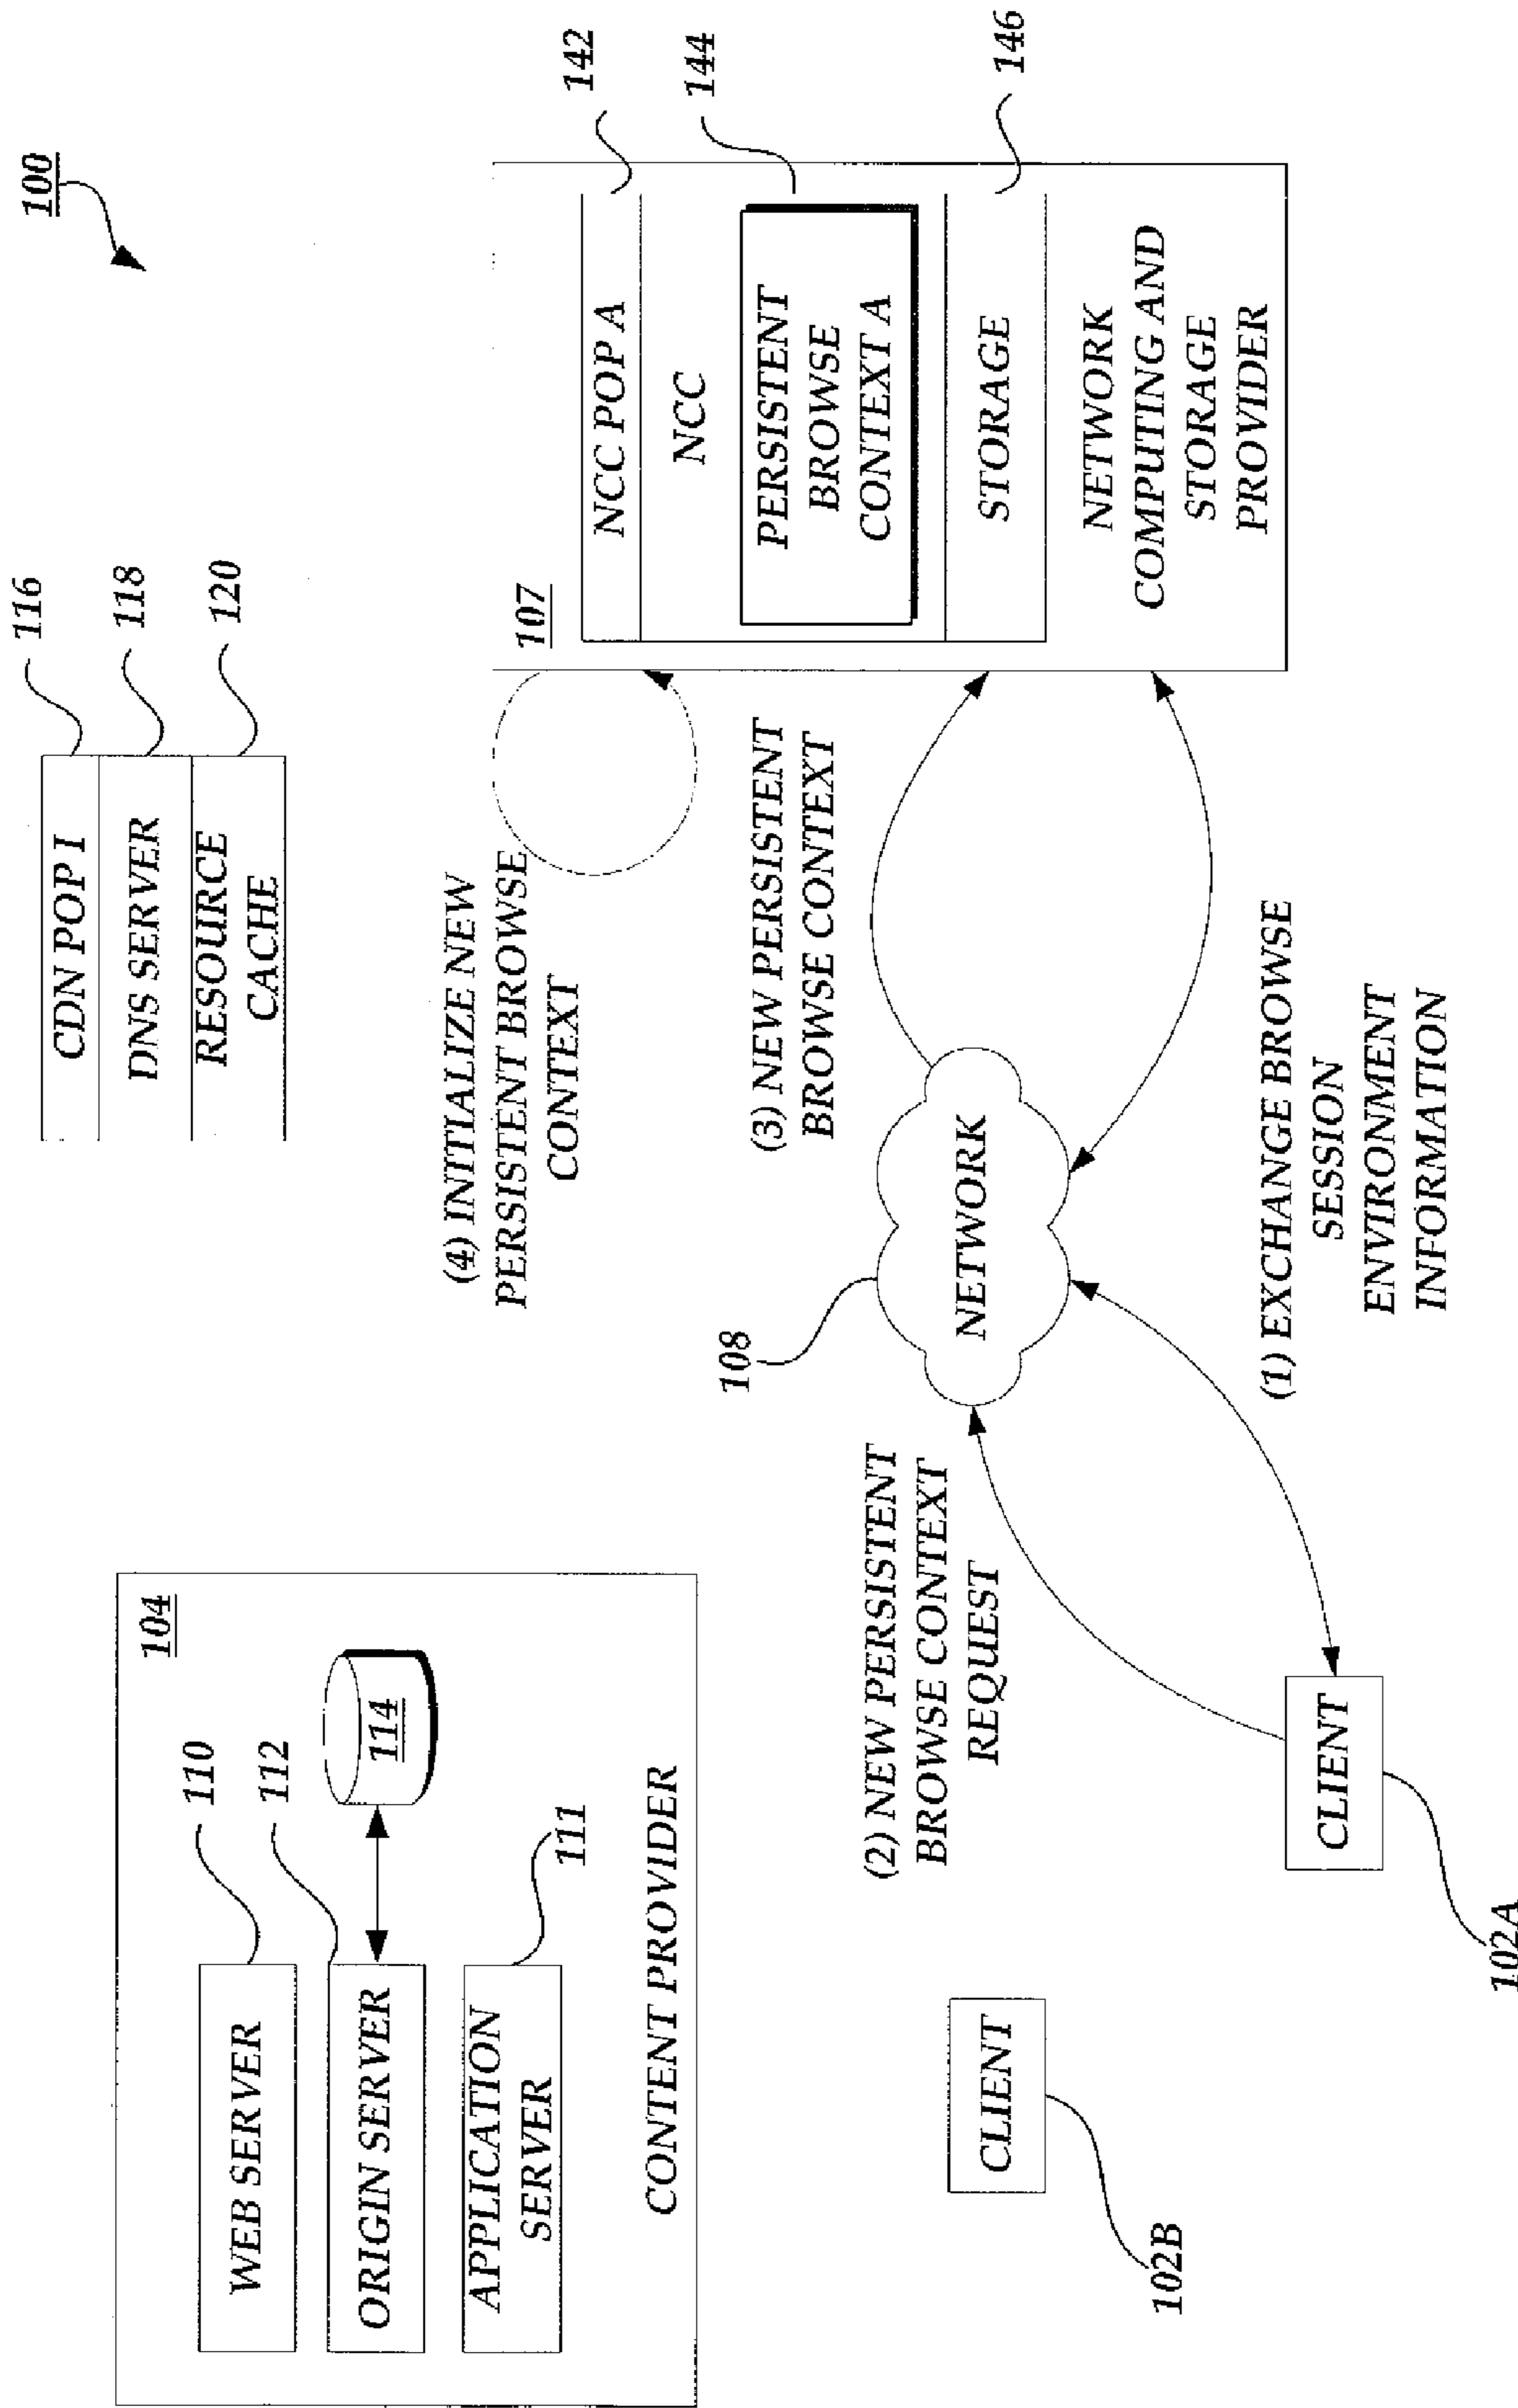 100
104
WEB SERVER
110
ORIGIN SERVER
112
114
APPLICATION
SERVER
111
CONTENT PROVIDER
CDN POP I
116
DNS SERVER
118
RESOURCE
CACHE
120
(4) INITIALIZE NEW
PERSISTENT BROWSE
CONTEXT
107
NCC POP A
142
NCC
PERSISTENT
BROWSE
CONTEXT A
144
STORAGE
146
NETWORK
COMPUTING AND
STORAGE
PROVIDER
(3) NEW PERSISTENT
BROWSE CONTEXT
108
NETWORK
(2) NEW PERSISTENT
BROWSE CONTEXT
REQUEST
(1) EXCHANGE BROWSE
SESSION
ENVIRONMENT
INFORMATION
CLIENT
102B
CLIENT
102A